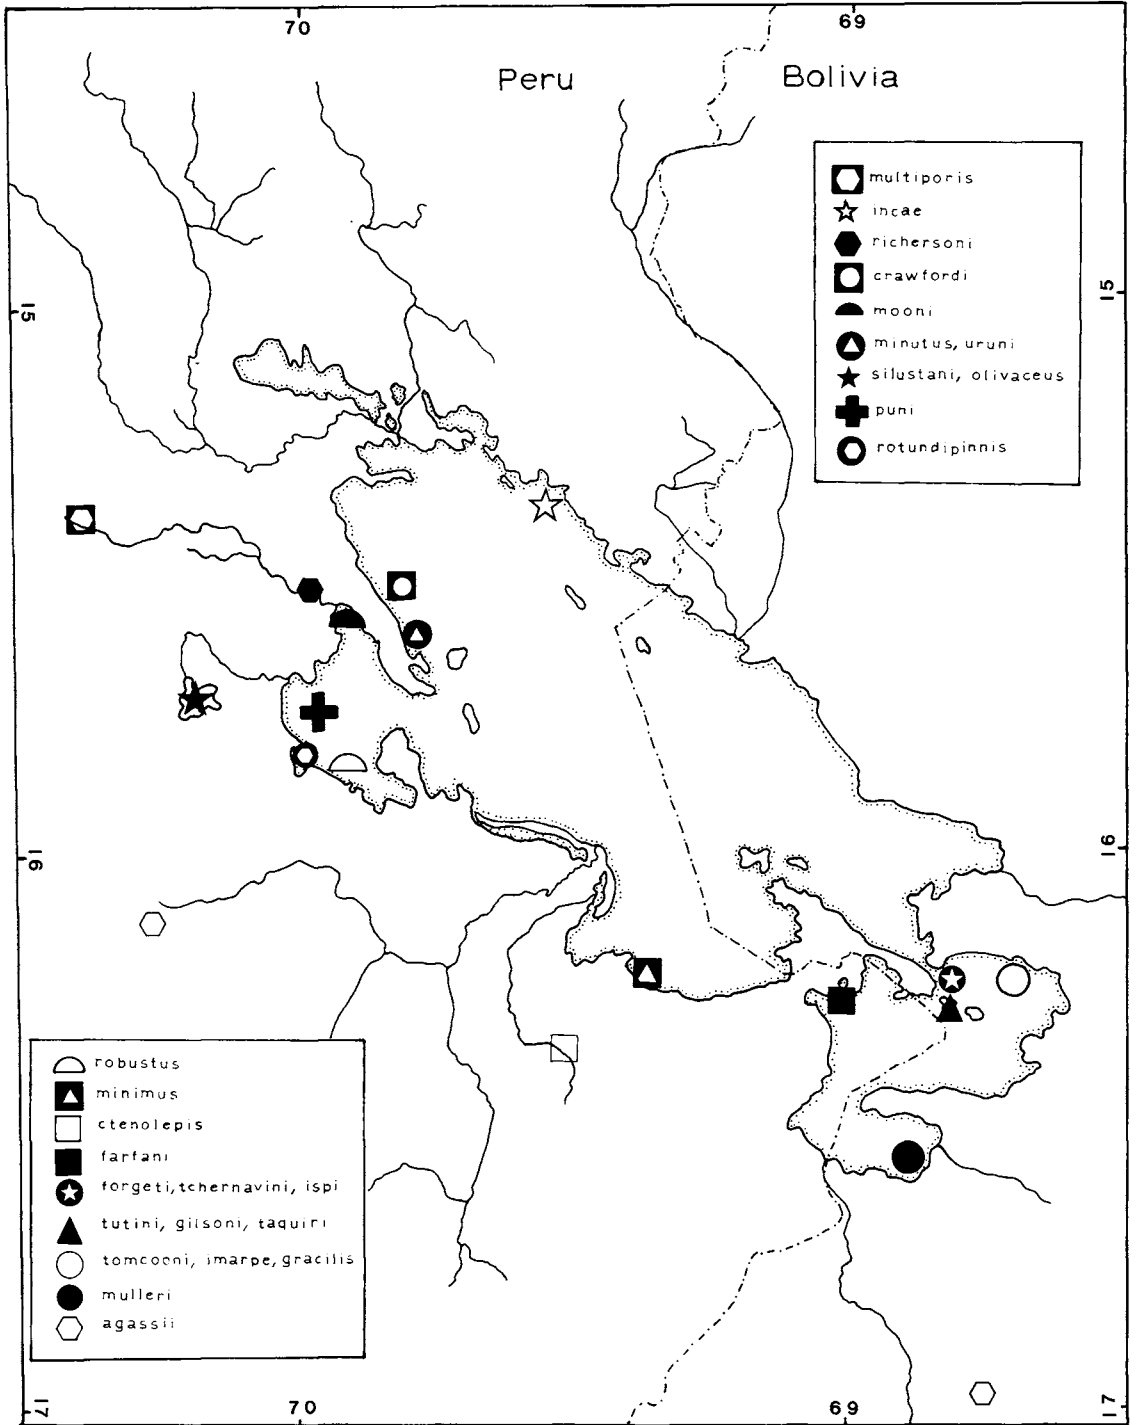 70
69
Peru
Bolivia
multiporis
incae
richersoni
crawfordi
mooni
minutus, uruni
silustani, olivaceus
puni
rotundipinnis
15
15
16
16
robustus
minimus
ctenolepis
farfani
forgeti, tchernavini, ispi
tutini, gilsoni, taquiri
tomcooni, imarpe, gracilis
mulleri
agassii
17
70
69
17